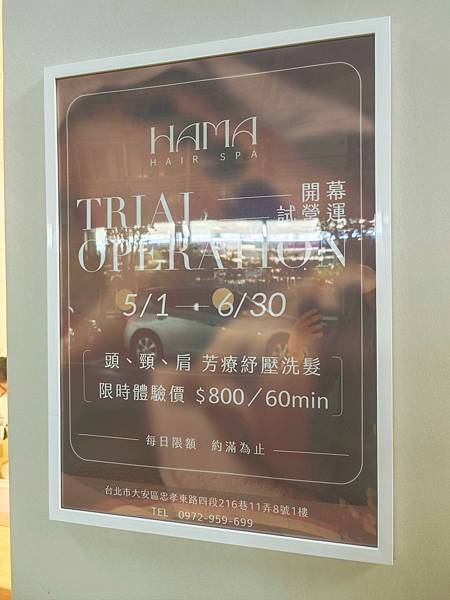 HAMA
HAIR SPA
TRIAL OPERATION
開幕
試營運
5/1 → 6/30
頭、頸、肩 芳療紓壓洗髮
限時體驗價 $800/60min
每日限額 約滿為止
台北市大安區忠孝東路四段216巷11弄8號1樓
TEL 0972-959-699